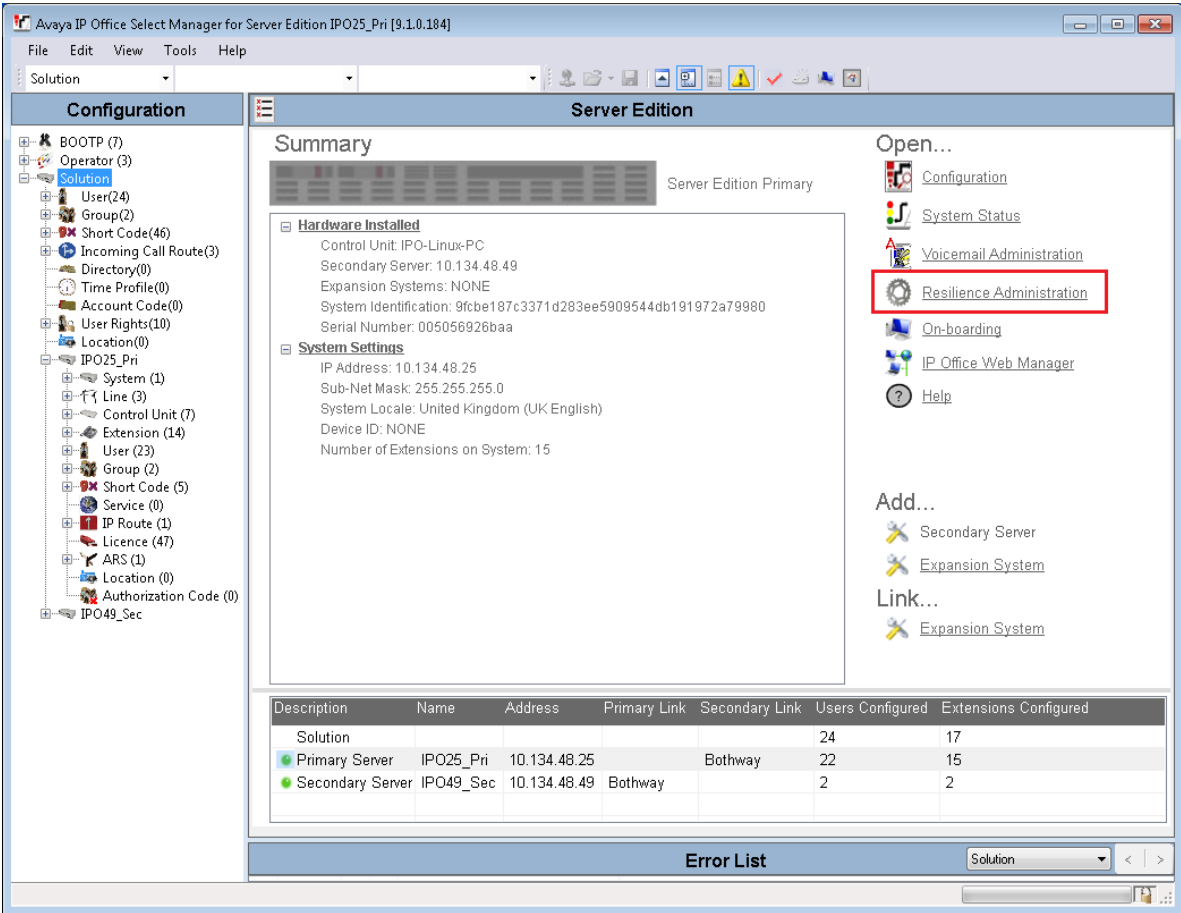 Avaya IP Office Select Manager for Server Edition IPO25_Pri [9.1.0.184]
File Edit View Tools Help
Solution
Configuration
BOOTP (7)
Operator (3)
Solution
User(24)
Group(2)
Short Code(46)
Incoming Call Route(3)
Directory(0)
Time Profile(0)
Account Code(0)
User Rights(10)
Location(0)
IPO25_Pri
System (1)
Line (3)
Control Unit (7)
Extension (14)
User (23)
Group (2)
Short Code (5)
Service (0)
IP Route (1)
Licence (47)
ARS (1)
Location (0)
Authorization Code (0)
IPO49_Sec
Server Edition
Summary
Server Edition Primary
Hardware Installed
Control Unit: IPO-Linux-PC
Secondary Server: 10.134.48.49
Expansion Systems: NONE
System Identification: 9fcbe187c3371d283ee5909544db191972a79980
Serial Number: 005056926baa
System Settings
IP Address: 10.134.48.25
Sub-Net Mask: 255.255.255.0
System Locale: United Kingdom (UK English)
Device ID: NONE
Number of Extensions on System: 15
Open...
Configuration
System Status
Voicemail Administration
Resilience Administration
On-boarding
IP Office Web Manager
Help
Add...
Secondary Server
Expansion System
Link...
Expansion System
Description Name Address Primary Link Secondary Link Users Configured Extensions Configured
Solution 24 17
Primary Server IPO25_Pri 10.134.48.25 Bothway 22 15
Secondary Server IPO49_Sec 10.134.48.49 Bothway 2 2
Error List
Solution